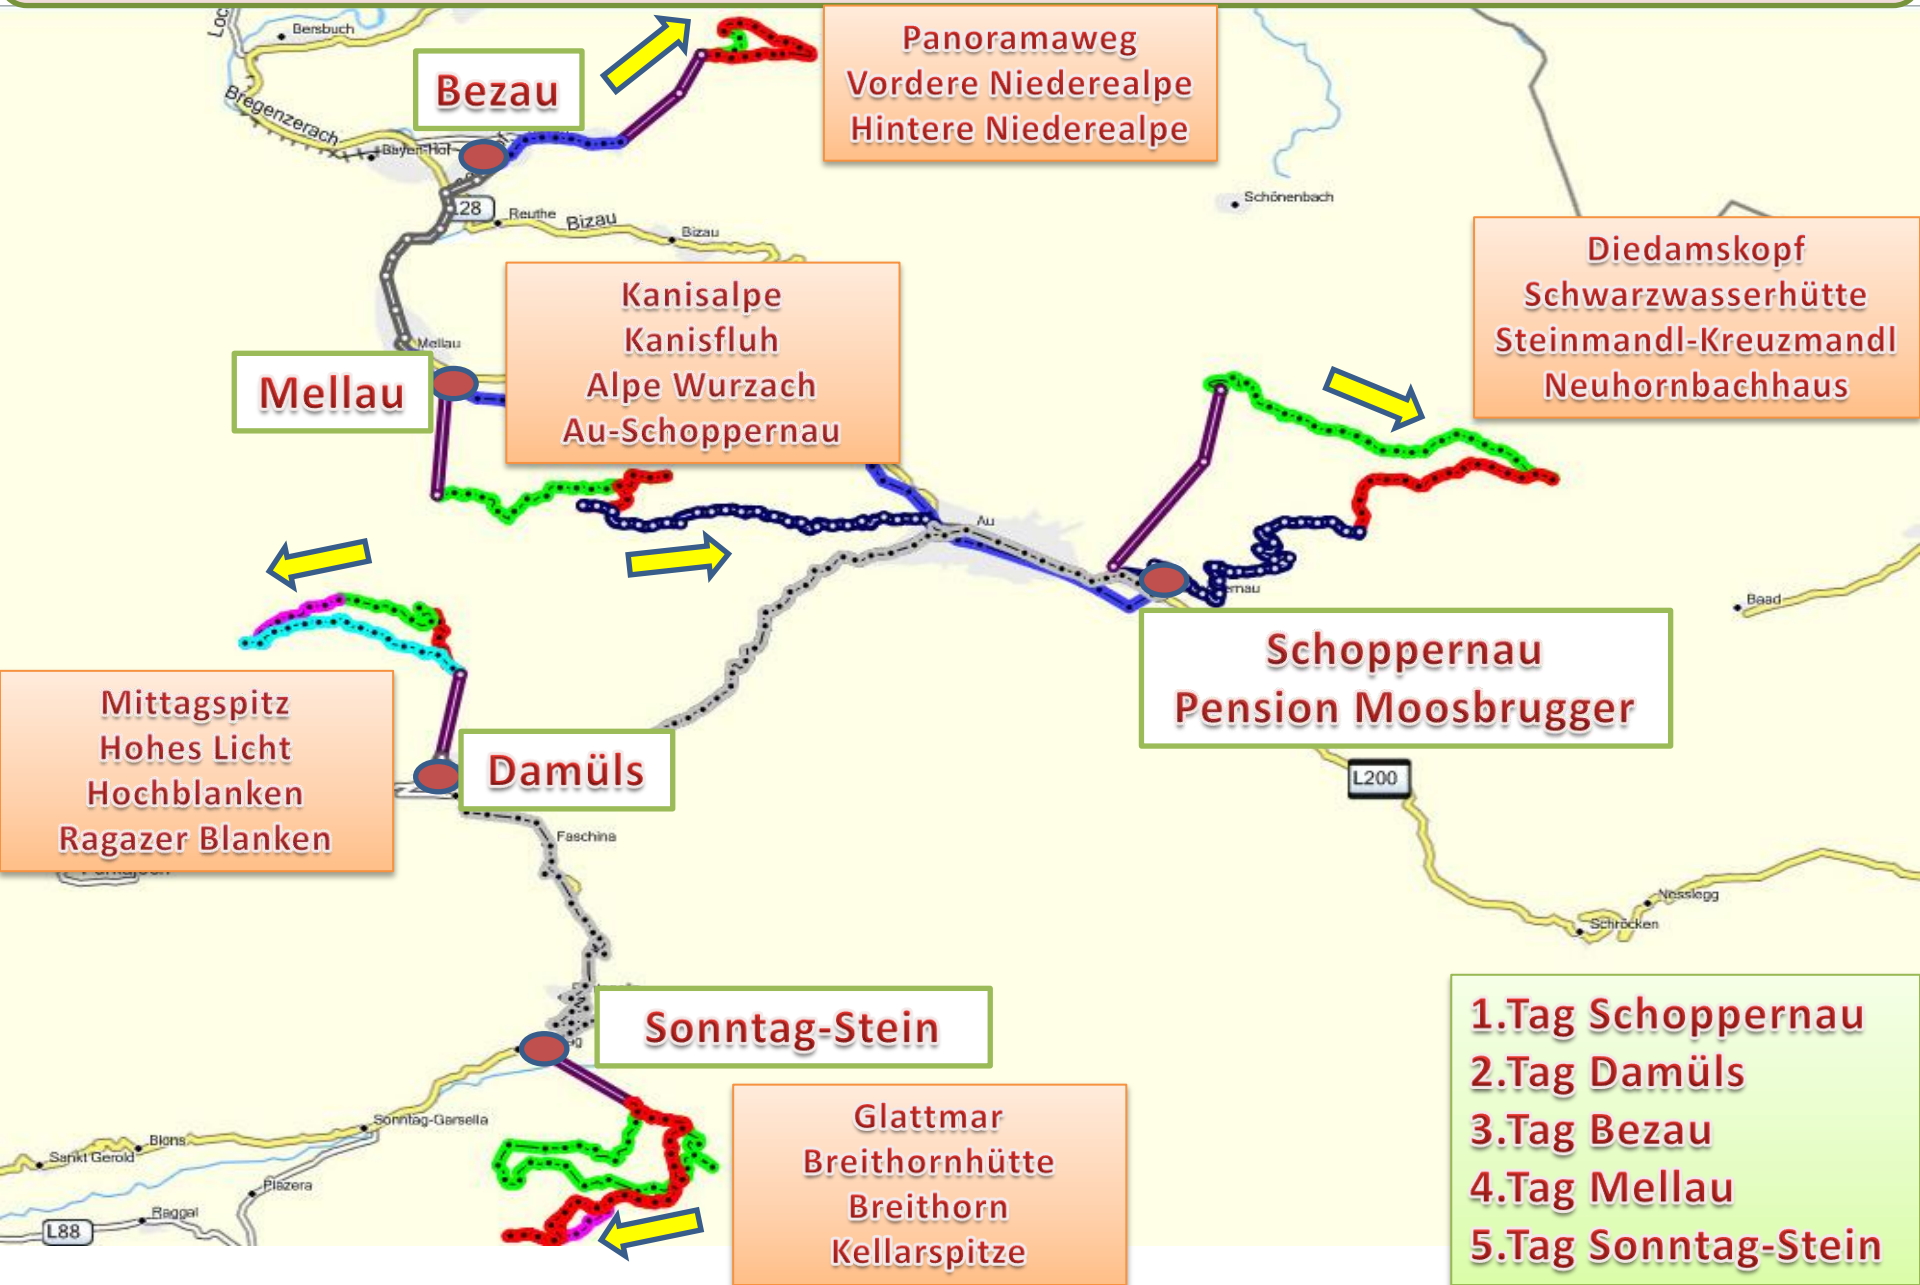 Bersbuch
Bregenzerach
Bezau
Panoramaweg
Vordere Niederealpe
Hintere Niederealpe
Bayen-Hof
Reuthe
Bizau
Bizau
Schönenbach
Diedamskopf
Schwarzwasserhütte
Steinmandl-Kreuzmandl
Neuhornbachhaus
Kanisalpe
Kanisfluh
Alpe Wurzach
Au-Schoppernau
Mellau
Mellau
Au
Baad
Schoppernau
Pension Moosbrugger
Mittagspitz
Hohes Licht
Hochblanken
Ragazer Blanken
Damüls
L200
Faschina
Nesslegg
Schröcken
Sonntag-Stein
Sonntag-Garsella
Blons
Sankt Gerold
Plazera
Raggal
L88
Glattmar
Breithornhütte
Breithorn
Kellarspitze
1.Tag Schoppernau
2.Tag Damüls
3.Tag Bezau
4.Tag Mellau
5.Tag Sonntag-Stein